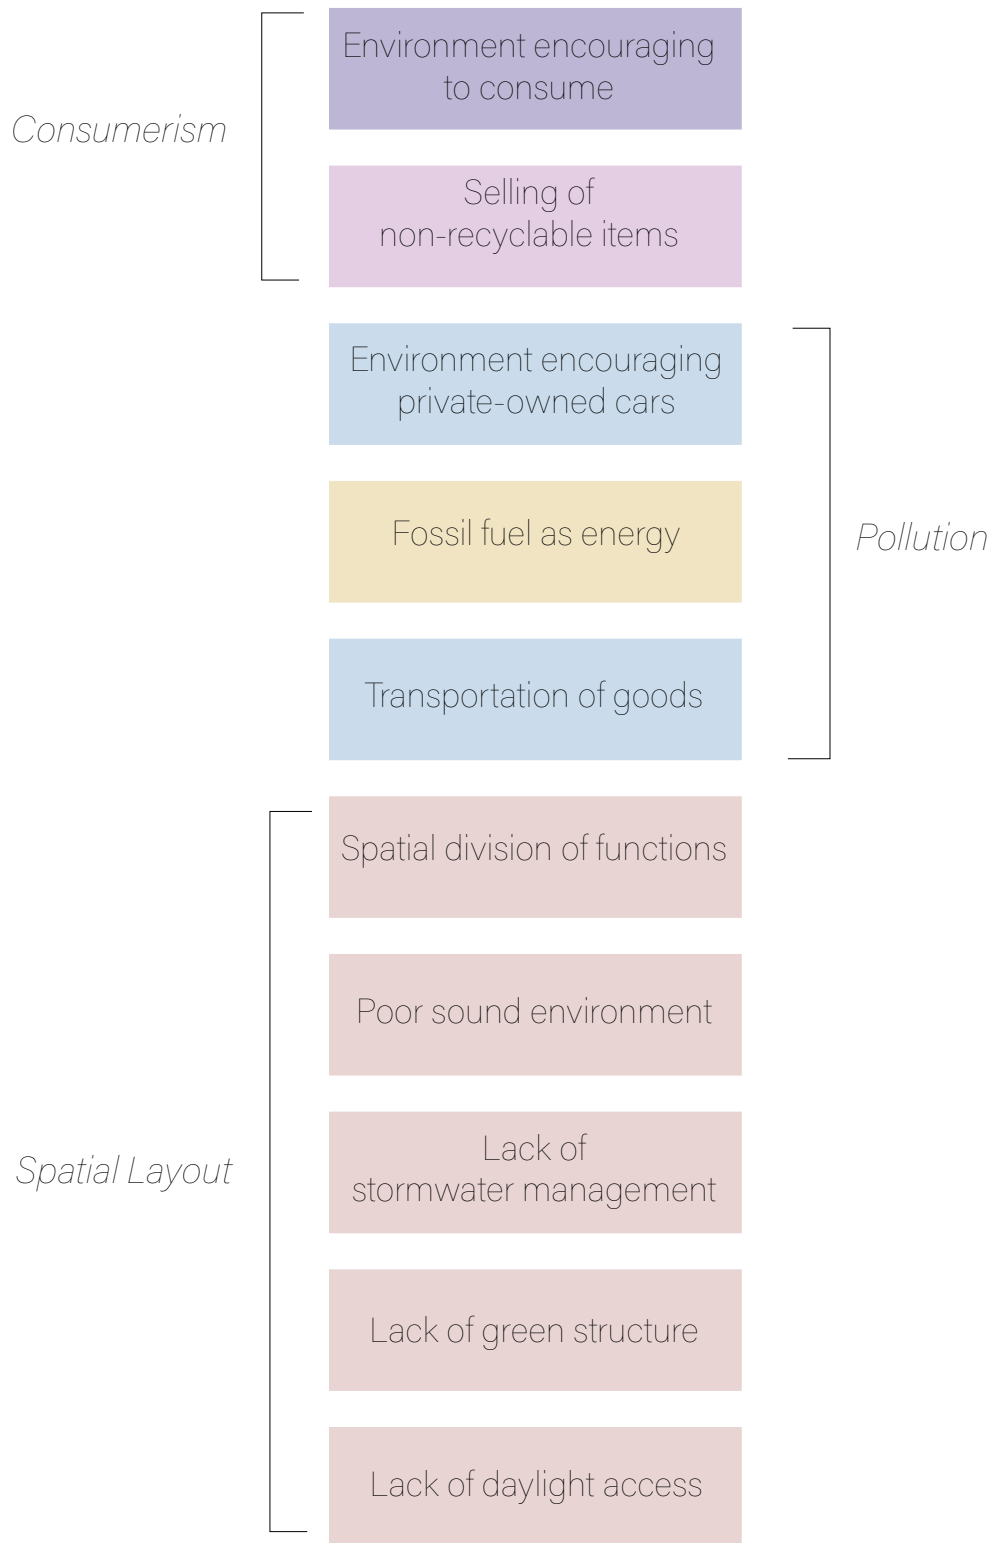 Consumerism
Environment encouraging
to consume
Selling of
non-recyclable items
Environment encouraging
private-owned cars
Fossil fuel as energy
Pollution
Transportation of goods
Spatial division of functions
Poor sound environment
Lack of
stormwater management
Spatial Layout
Lack of green structure
Lack of daylight access